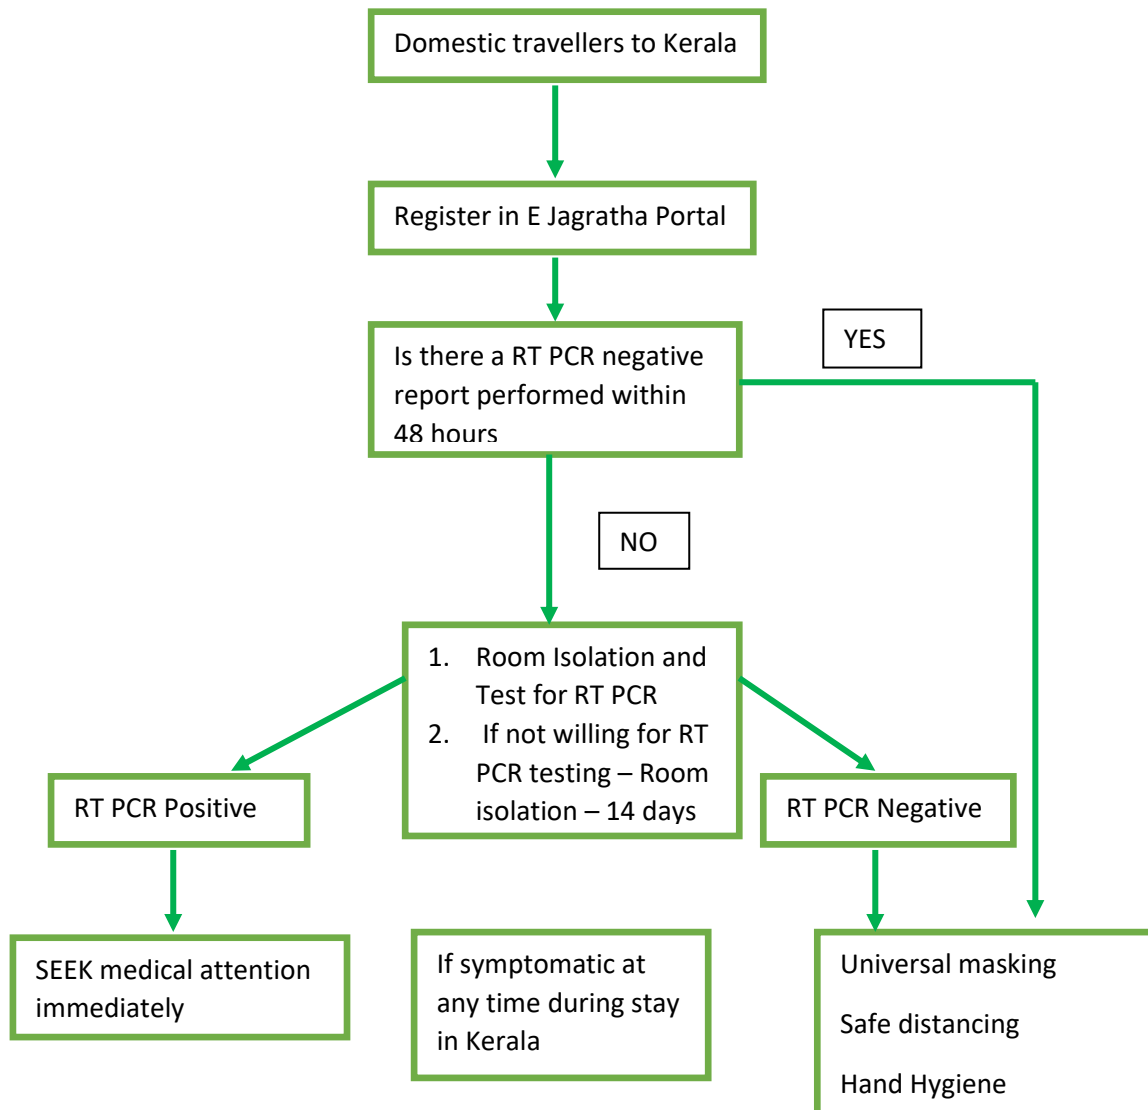 Domestic travellers to Kerala
Register in E Jagratha Portal
YES
Is there a RT PCR negative
report performed within
48 hours
NO
1. Room Isolation and
Test for RT PCR
2. If not willing for RT
PCR testing – Room
isolation – 14 days
RT PCR Positive
RT PCR Negative
SEEK medical attention
immediately
If symptomatic at
any time during stay
in Kerala
Universal masking
Safe distancing
Hand Hygiene